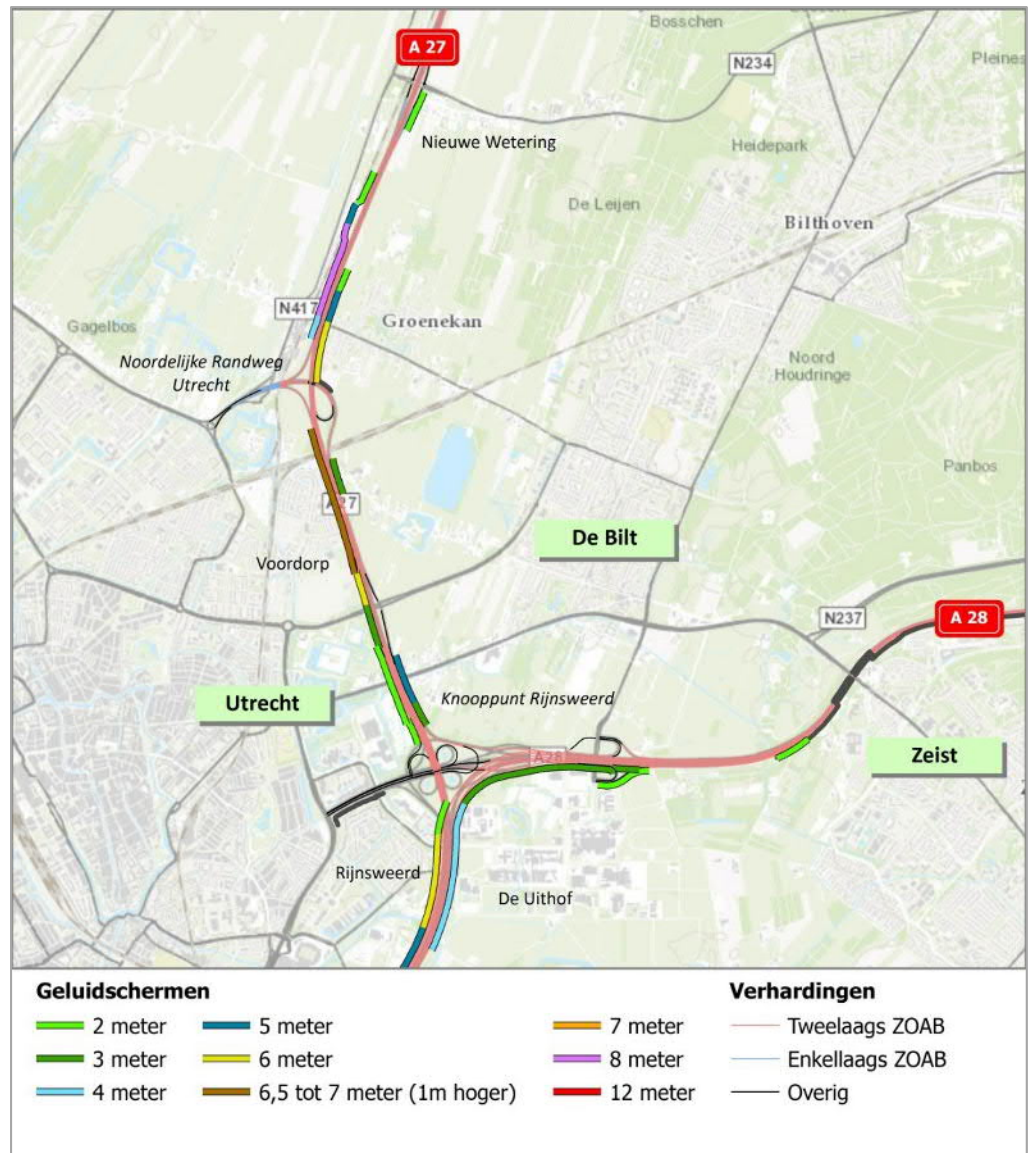 Bosschen
A 27
N234
Pleines
Nieuwe Wetering
Heidepark
De Leijen
Bilthoven
N417
Gagelbos
Groenekan
Noordelijke Randweg
Utrecht
Noord
Houdringe
Panbos
A27
De Bilt
Voordorp
N237
A 28
Utrecht
Knooppunt Rijnsweerd
A28
Zeist
Rijnsweerd
De Uithof
Geluidschermen
Verhardingen
2 meter
5 meter
7 meter
Tweelaags ZOAB
3 meter
6 meter
8 meter
Enkellaags ZOAB
4 meter
6,5 tot 7 meter (1m hoger)
12 meter
Overig